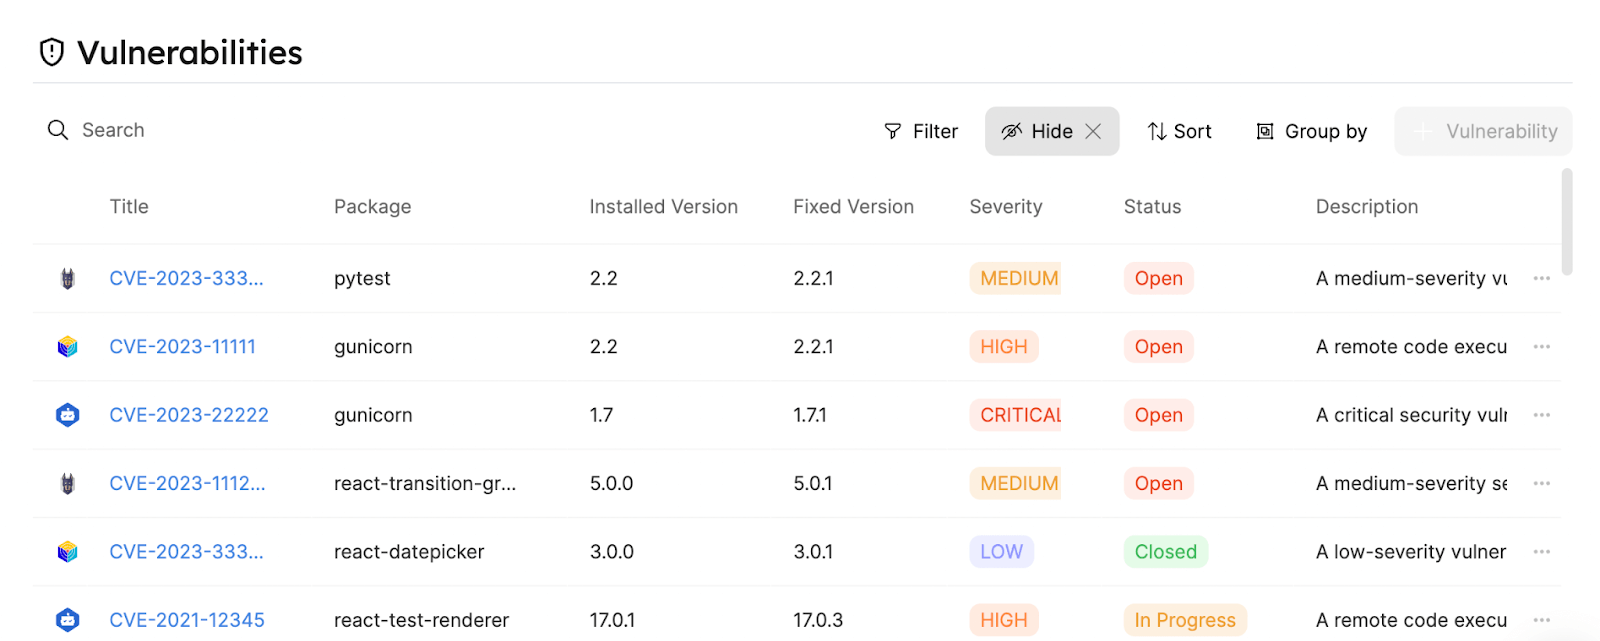 Vulnerabilities
Search Filter Hide Sort Group by Vulnerability
Title Package Installed Version Fixed Version Severity Status Description
CVE-2023-333... pytest 2.2 2.2.1 MEDIUM Open A medium-severity vu ...
CVE-2023-11111 gunicorn 2.2 2.2.1 HIGH Open A remote code execu ...
CVE-2023-22222 gunicorn 1.7 1.7.1 CRITICAL Open A critical security vuln ...
CVE-2023-1112... react-transition-gr... 5.0.0 5.0.1 MEDIUM Open A medium-severity se ...
CVE-2023-333... react-datepicker 3.0.0 3.0.1 LOW Closed A low-severity vulner ...
CVE-2021-12345 react-test-renderer 17.0.1 17.0.3 HIGH In Progress A remote code execu ...